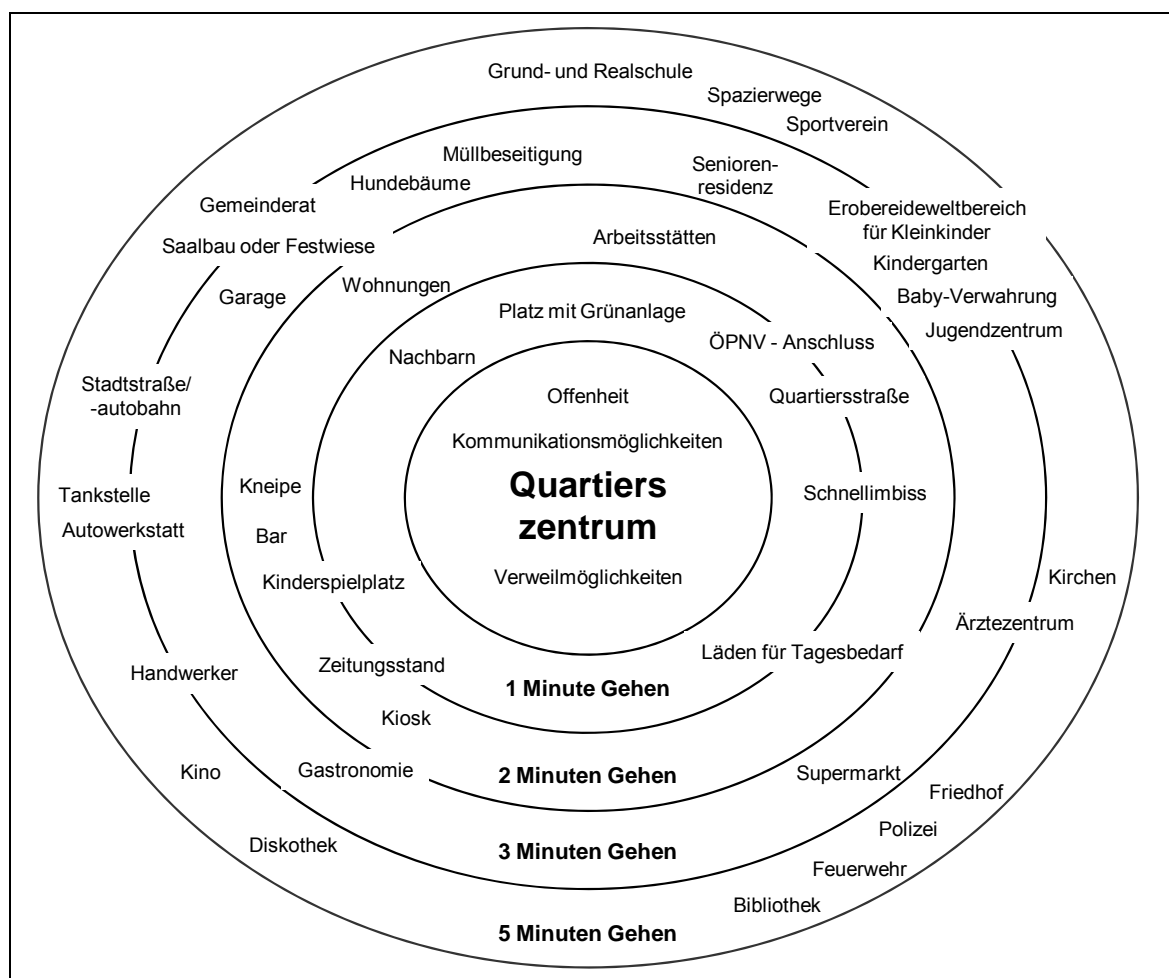 Grund- und Realschule
Spazierwege
Sportverein
Müllbeseitigung
Senioren-
residenz
Hundebäume
Gemeinderat
Erobereideweltbereich
für Kleinkinder
Saalbau oder Festwiese
Arbeitsstätten
Kindergarten
Wohnungen
Garage
Baby-Verwahrung
Platz mit Grünanlage
Jugendzentrum
ÖPNV - Anschluss
Nachbarn
Stadtstraße/
-autobahn
Offenheit
Quartiersstraße
Kommunikationsmöglichkeiten
Quartiers
zentrum
Kneipe
Schnellimbiss
Tankstelle
Autowerkstatt
Bar
Verweilmöglichkeiten
Kirchen
Kinderspielplatz
Ärztezentrum
Läden für Tagesbedarf
Zeitungsstand
Handwerker
1 Minute Gehen
Kiosk
Kino
Gastronomie
2 Minuten Gehen
Supermarkt
Friedhof
Polizei
Diskothek
3 Minuten Gehen
Feuerwehr
Bibliothek
5 Minuten Gehen